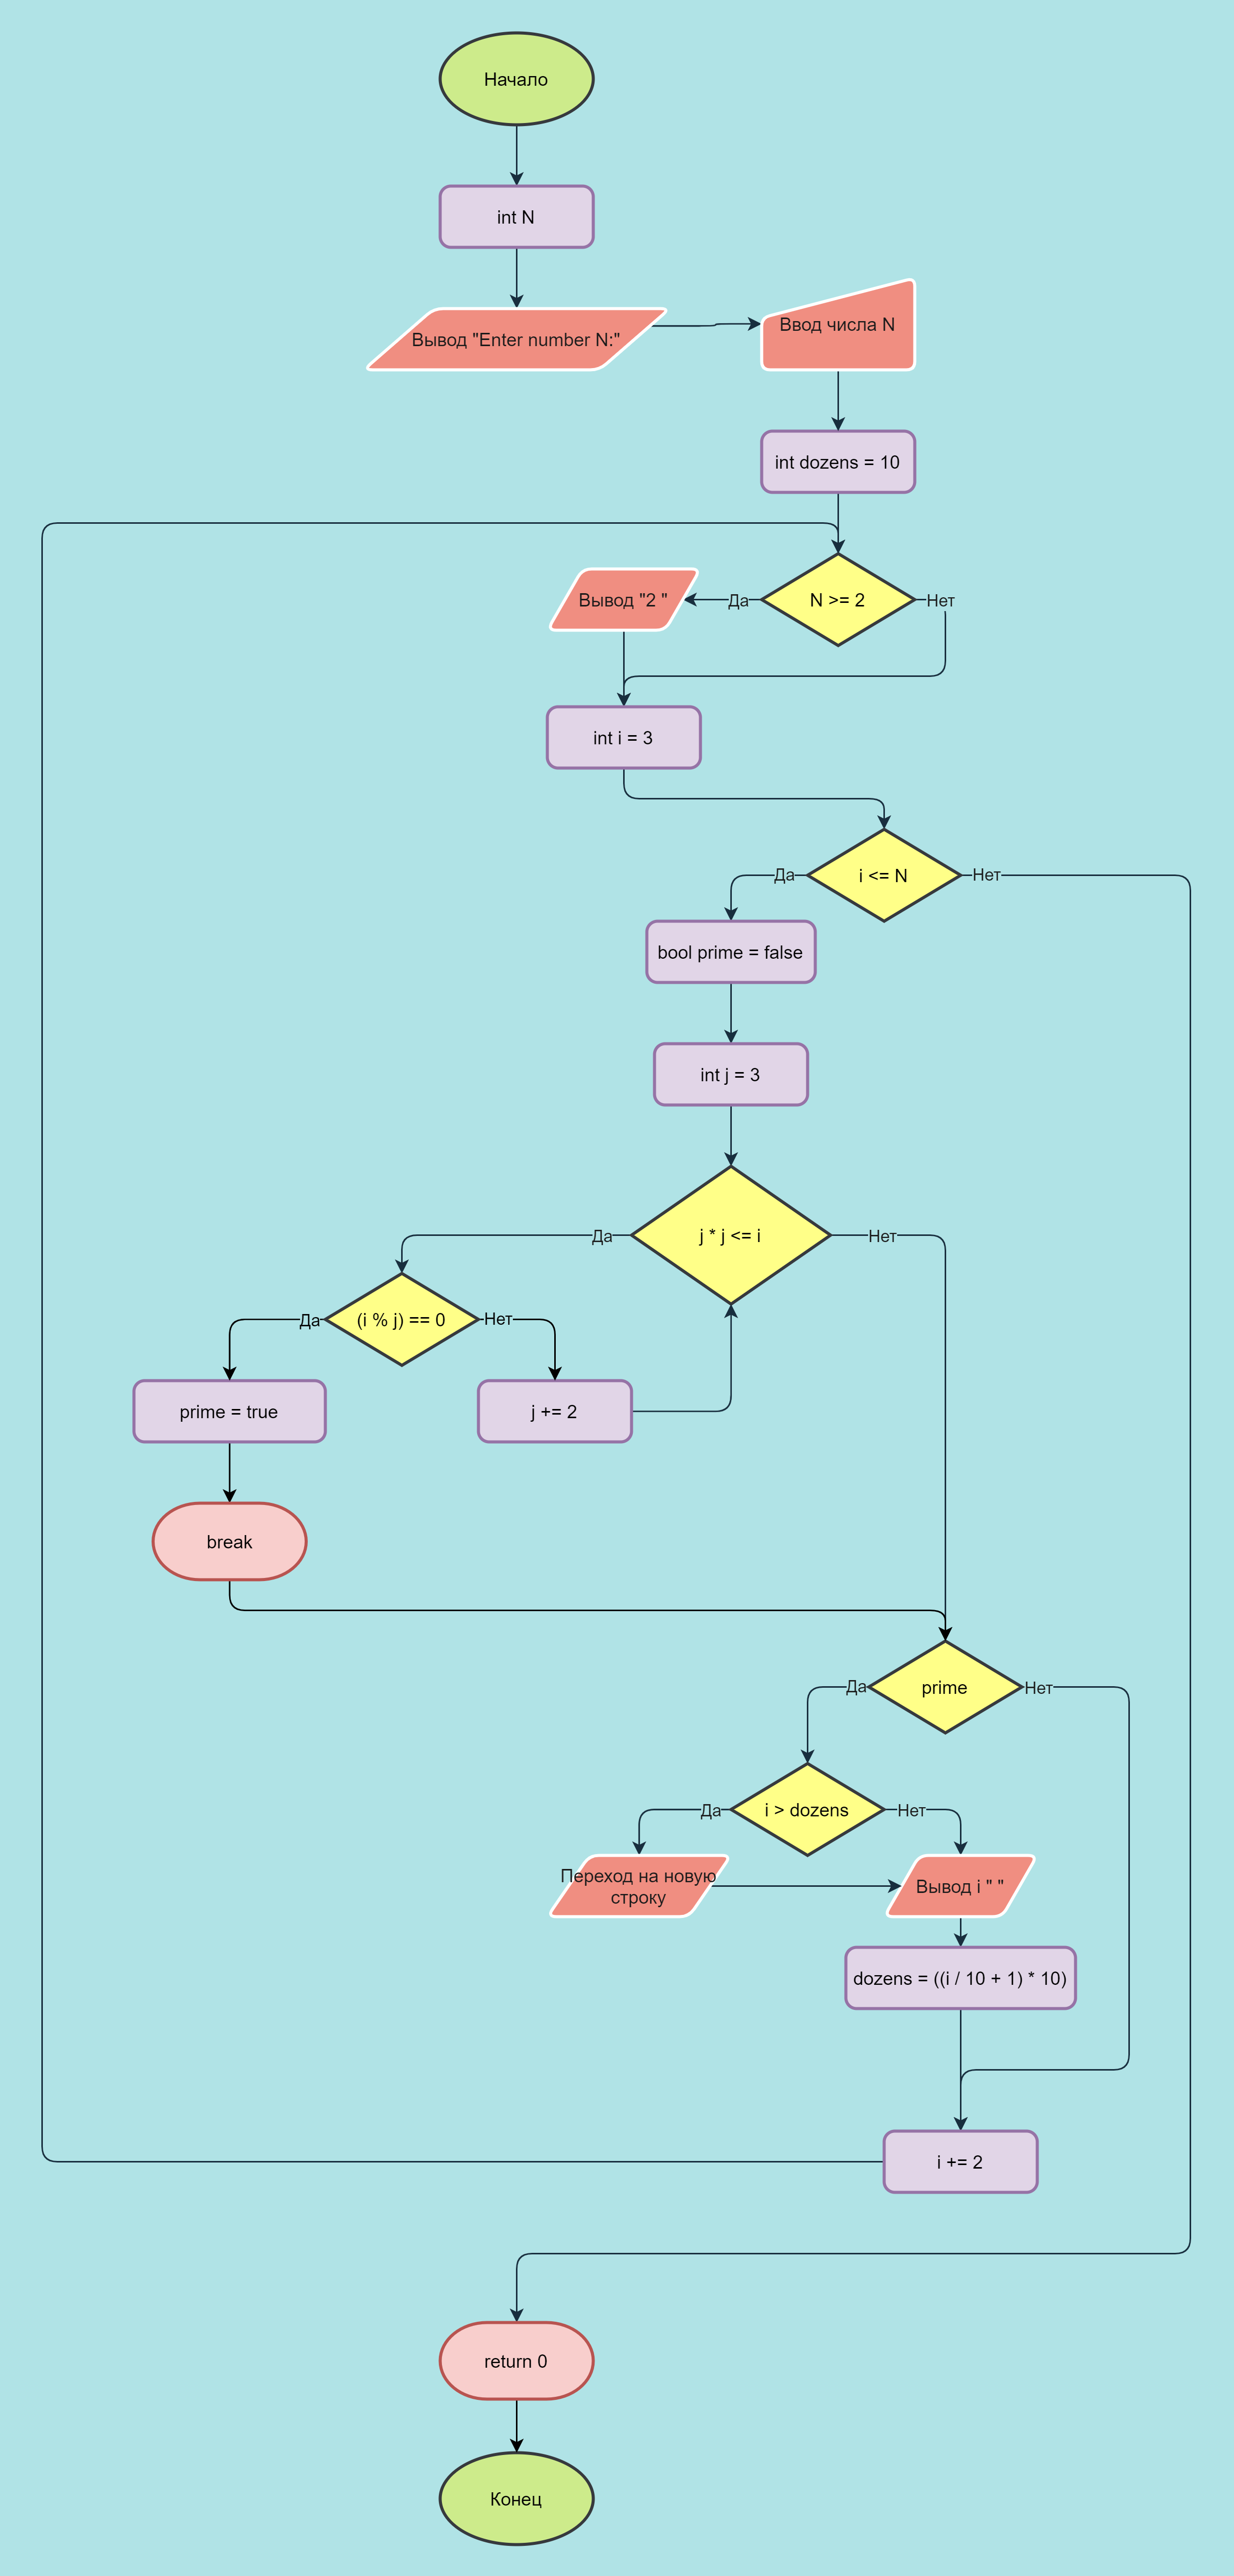 Начало
int N
Вывод "Enter number N:"
Ввод числа N
int dozens = 10
N >= 2
Да
Нет
Вывод "2 "
int i = 3
i <= N
Да
Нет
bool prime = false
int j = 3
j * j <= i
Да
Нет
(i % j) == 0
Да
Нет
prime = true
j += 2
break
prime
Да
Нет
i > dozens
Да
Нет
Переход на новую
строку
Вывод i " "
dozens = ((i / 10 + 1) * 10)
i += 2
return 0
Конец